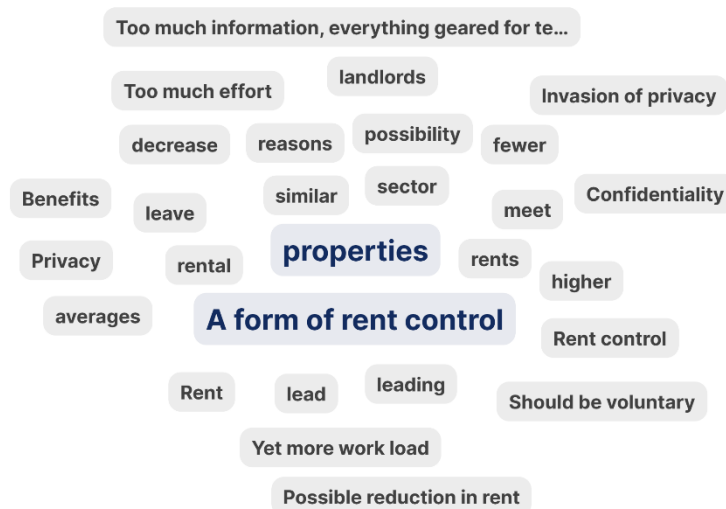 Too much information, everything geared for te...
landlords
Too much effort
Invasion of privacy
possibility
decrease
reasons
fewer
sector
Benefits
similar
Confidentiality
leave
meet
properties
Privacy
rental
rents
higher
averages
A form of rent control
Rent control
Rent
lead
leading
Should be voluntary
Yet more work load
Possible reduction in rent